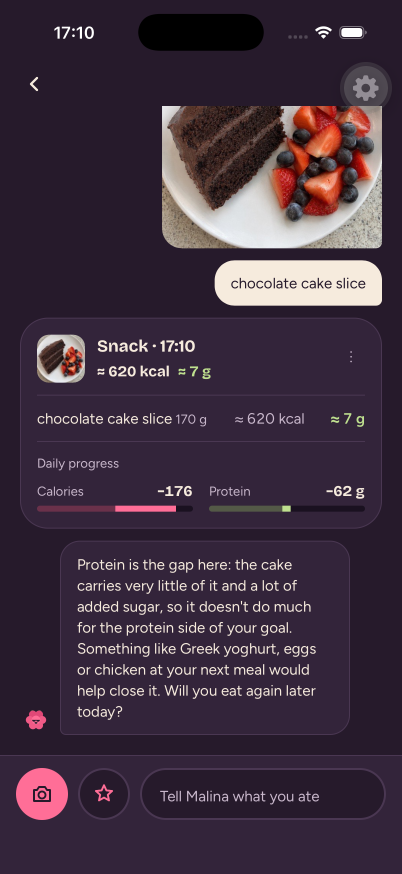 17:10
chocolate cake slice
Snack · 17:10
≈ 620 kcal ≈ 7 g
chocolate cake slice 170 g ≈ 620 kcal ≈ 7 g
Daily progress
Calories -176 Protein -62 g
Protein is the gap here: the cake
carries very little of it and a lot of
added sugar, so it doesn't do much
for the protein side of your goal.
Something like Greek yoghurt, eggs
or chicken at your next meal would
help close it. Will you eat again later
today?
Tell Malina what you ate